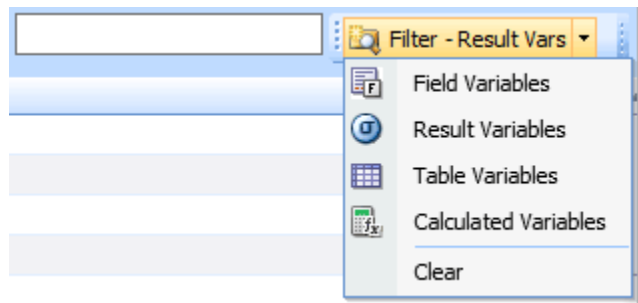 Filter - Result Vars
Field Variables
Result Variables
Table Variables
Calculated Variables
Clear